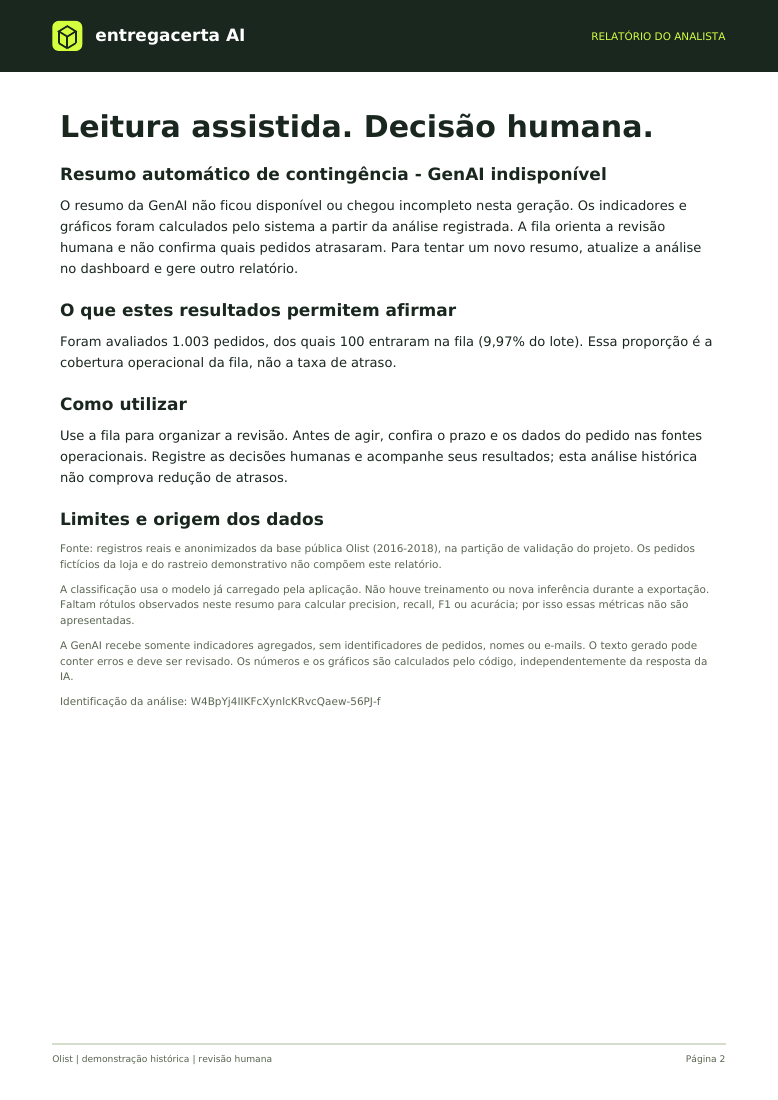 entregacerta AI
RELATÓRIO DO ANALISTA
Leitura assistida. Decisão humana.
Resumo automático de contingência - GenAI indisponível
O resumo da GenAI não ficou disponível ou chegou incompleto nesta geração. Os indicadores e
gráficos foram calculados pelo sistema a partir da análise registrada. A fila orienta a revisão
humana e não confirma quais pedidos atrasaram. Para tentar um novo resumo, atualize a análise
no dashboard e gere outro relatório.
O que estes resultados permitem afirmar
Foram avaliados 1.003 pedidos, dos quais 100 entraram na fila (9,97% do lote). Essa proporção é a
cobertura operacional da fila, não a taxa de atraso.
Como utilizar
Use a fila para organizar a revisão. Antes de agir, confira o prazo e os dados do pedido nas fontes
operacionais. Registre as decisões humanas e acompanhe seus resultados; esta análise histórica
não comprova redução de atrasos.
Limites e origem dos dados
Fonte: registros reais e anonimizados da base pública Olist (2016-2018), na partição de validação do projeto. Os pedidos
fictícios da loja e do rastreio demonstrativo não compõem este relatório.
A classificação usa o modelo já carregado pela aplicação. Não houve treinamento ou nova inferência durante a exportação.
Faltam rótulos observados neste resumo para calcular precision, recall, F1 ou acurácia; por isso essas métricas não são
apresentadas.
A GenAI recebe somente indicadores agregados, sem identificadores de pedidos, nomes ou e-mails. O texto gerado pode
conter erros e deve ser revisado. Os números e os gráficos são calculados pelo código, independentemente da resposta da
IA.
Identificação da análise: W4BpYj4IIKFcXynlcKRvcQaew-56PJ-f
Olist | demonstração histórica | revisão humana
Página 2